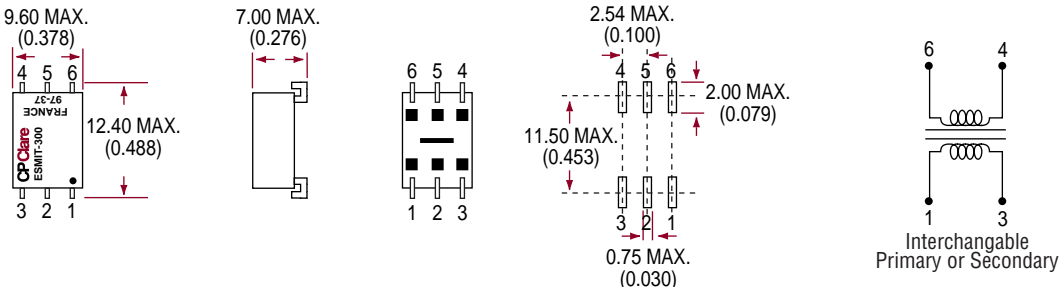 9.60 MAX.
(0.378)
4 5 6
FRANCE
97-37
CPClare
ESMIT-300
3 2 1
12.40 MAX.
(0.488)
7.00 MAX.
(0.276)
6 5 4
1 2 3
2.54 MAX.
(0.100)
4 5 6
2.00 MAX.
(0.079)
11.50 MAX.
(0.453)
3 2 1
0.75 MAX.
(0.030)
6 4
1 3
Interchangable
Primary or Secondary